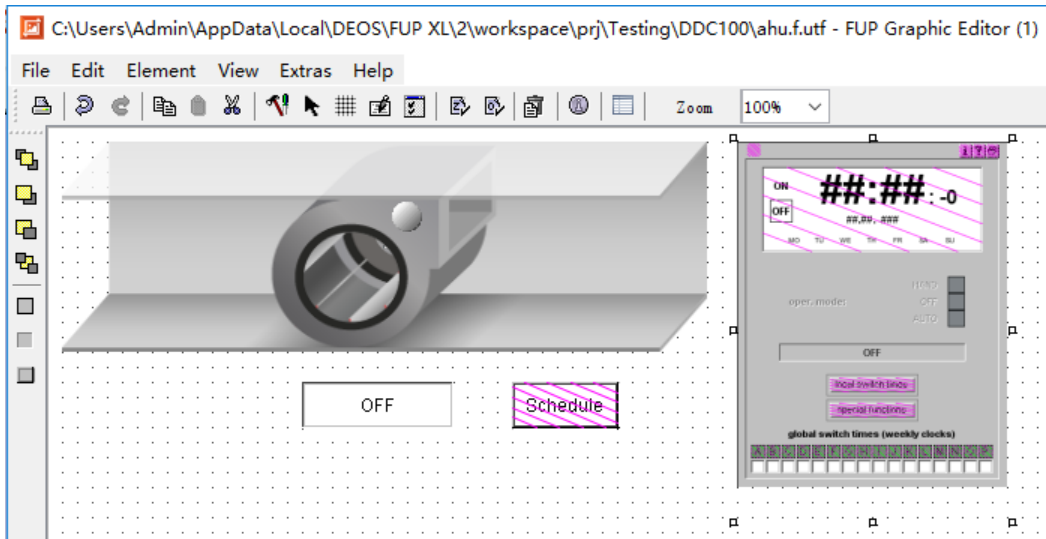 C:\Users\Admin\AppData\Local\DEOS\FUP XL\2\workspace\prj\Testing\DDC100\ahu.f.utf - FUP Graphic Editor (1)
File Edit Element View Extras Help
Zoom 100%
i ?
ON ##:##:-0
OFF
##.##. ###
MO TU WE TH FR SA SU
HAND
oper. mode: OFF
AUTO
OFF
OFF Schedule
local switch times
special functions
global switch times (weekly clocks)
A B C D E F G H I J K L M N O P